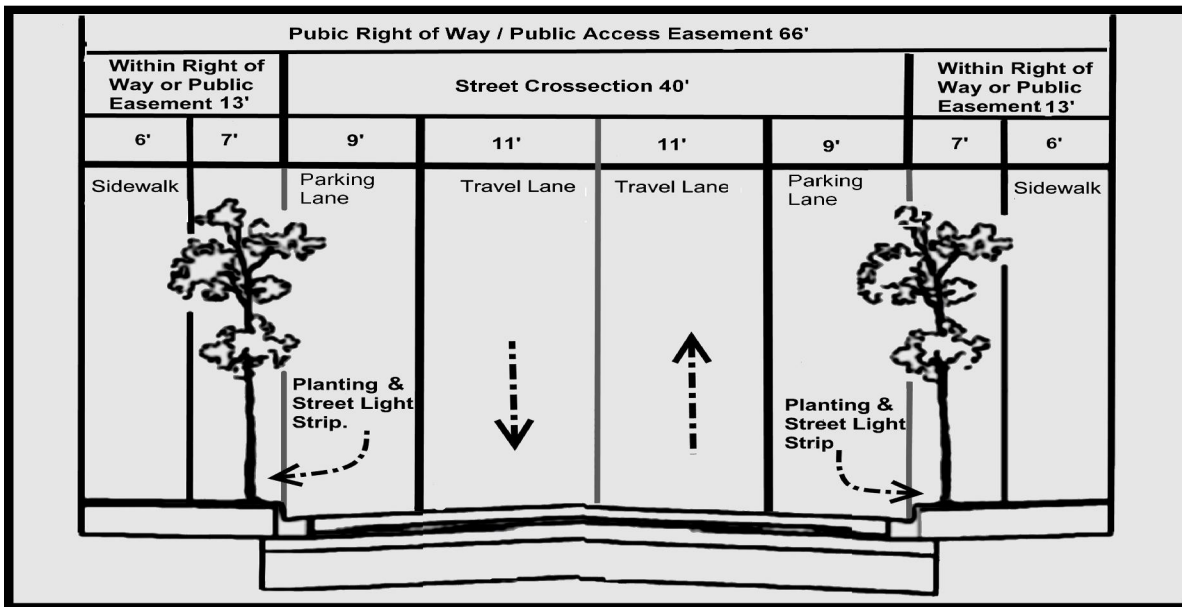 Pubic Right of Way / Public Access Easement 66'
Within Right of
Way or Public
Easement 13'
Street Crossection 40'
Within Right of
Way or Public
Easement 13'
6'
7'
9'
11'
11'
9'
7'
6'
Sidewalk
Parking
Lane
Travel Lane
Travel Lane
Parking
Lane
Sidewalk
Planting &
Street Light
Strip.
Planting &
Street Light
Strip